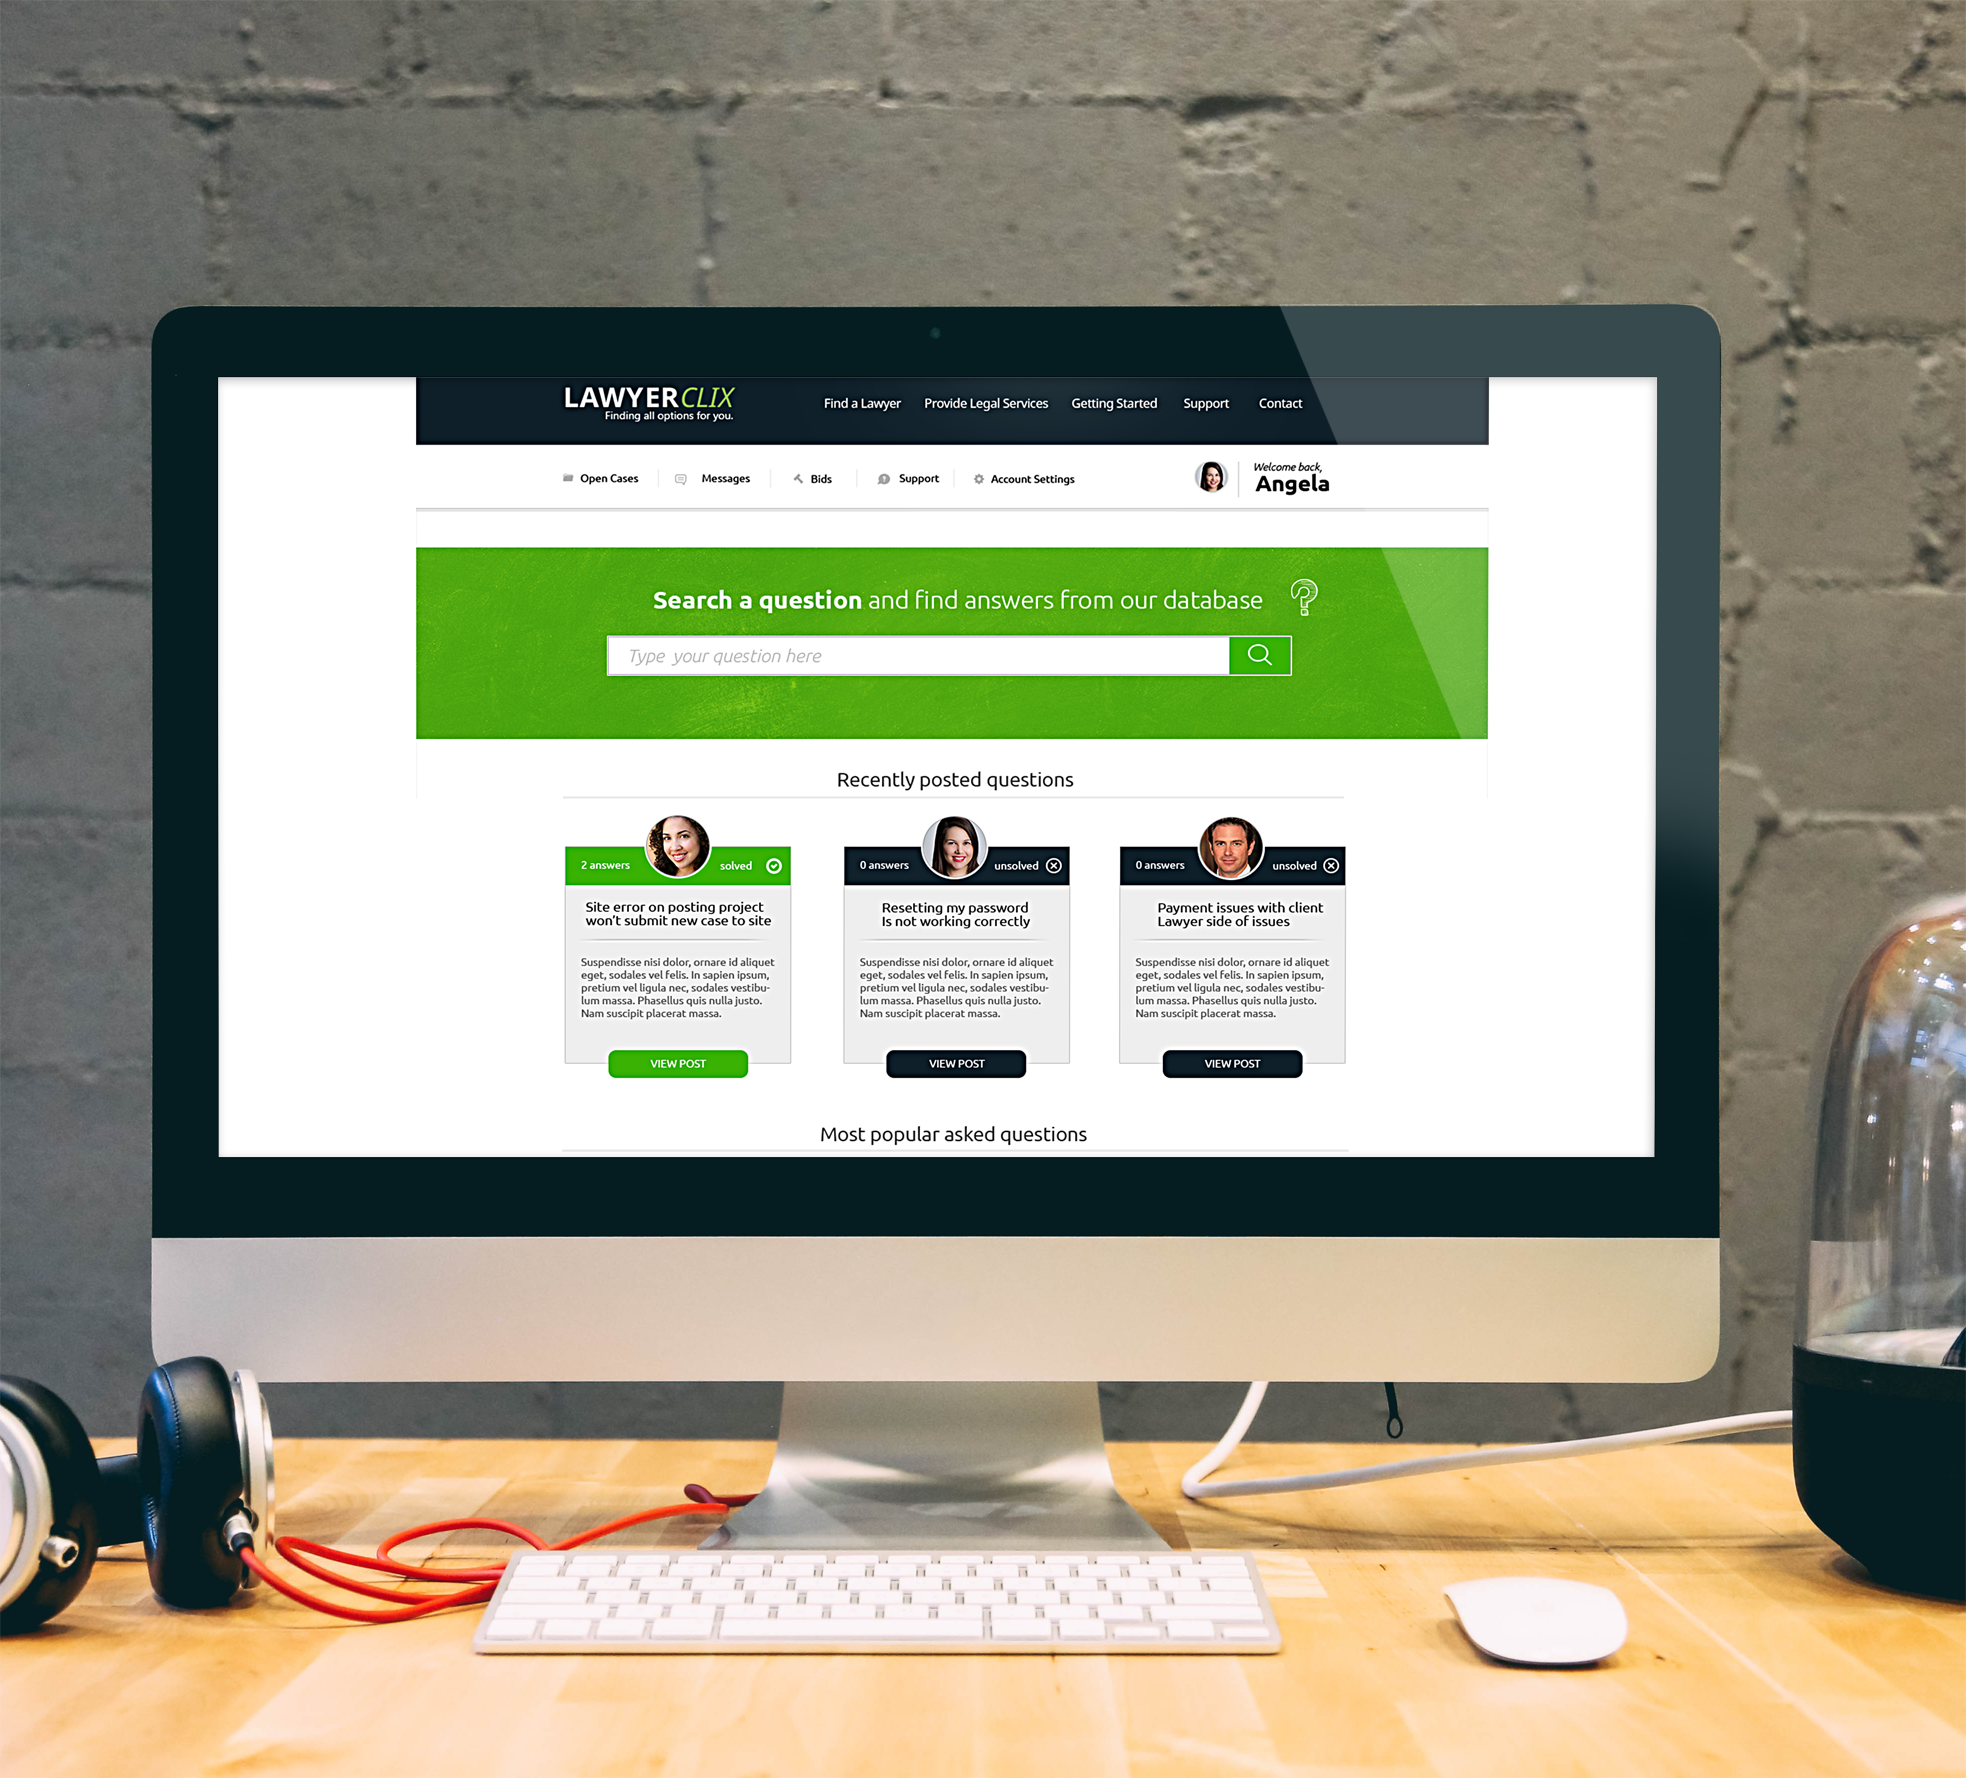 LAWYERCLIX
Finding all options for you.
Find a Lawyer Provide Legal Services Getting Started Support Contact
Open Cases Messages Bids Support Account Settings
Welcome back,
Angela
Search a question and find answers from our database
Type your question here
Recently posted questions
2 answers solved
Site error on posting project
won't submit new case to site
Suspendisse nisi dolor, ornare id aliquet
eget, sodales vel felis. In sapien ipsum,
pretium vel ligula nec, sodales vestibu-
lum massa. Phasellus quis nulla justo.
Nam suscipit placerat massa.
VIEW POST
0 answers unsolved
Resetting my password
Is not working correctly
Suspendisse nisi dolor, ornare id aliquet
eget, sodales vel felis. In sapien ipsum,
pretium vel ligula nec, sodales vestibu-
lum massa. Phasellus quis nulla justo.
Nam suscipit placerat massa.
VIEW POST
0 answers unsolved
Payment issues with client
Lawyer side of issues
Suspendisse nisi dolor, ornare id aliquet
eget, sodales vel felis. In sapien ipsum,
pretium vel ligula nec, sodales vestibu-
lum massa. Phasellus quis nulla justo.
Nam suscipit placerat massa.
VIEW POST
Most popular asked questions